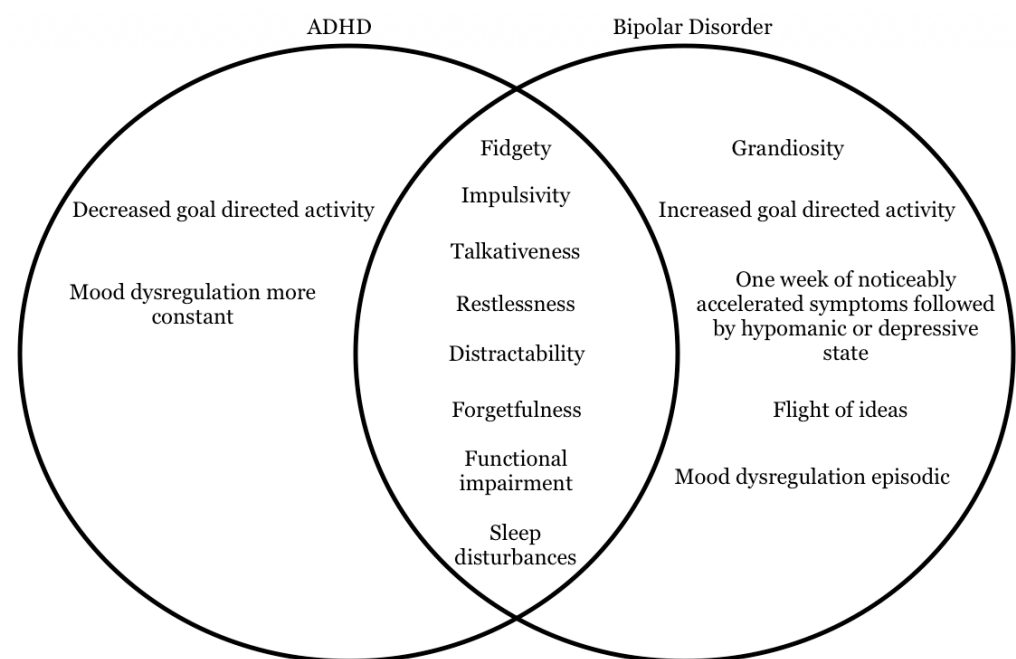 ADHD
Bipolar Disorder
Decreased goal directed activity
Mood dysregulation more
constant
Fidgety
Impulsivity
Talkativeness
Restlessness
Distractability
Forgetfulness
Functional
impairment
Sleep
disturbances
Grandiosity
Increased goal directed activity
One week of noticeably
accelerated symptoms followed
by hypomanic or depressive
state
Flight of ideas
Mood dysregulation episodic